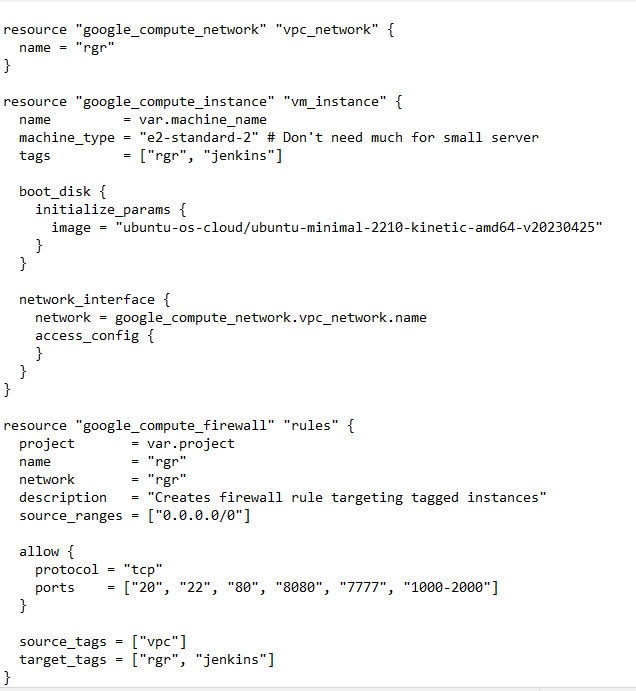 resource "google_compute_network" "vpc_network" {
  name = "rgr"
}

resource "google_compute_instance" "vm_instance" {
  name         = var.machine_name
  machine_type = "e2-standard-2" # Don't need much for small server
  tags         = ["rgr", "jenkins"]

  boot_disk {
    initialize_params {
      image = "ubuntu-os-cloud/ubuntu-minimal-2210-kinetic-amd64-v20230425"
    }
  }

  network_interface {
    network = google_compute_network.vpc_network.name
    access_config {
    }
  }
}

resource "google_compute_firewall" "rules" {
  project       = var.project
  name          = "rgr"
  network       = "rgr"
  description   = "Creates firewall rule targeting tagged instances"
  source_ranges = ["0.0.0.0/0"]

  allow {
    protocol = "tcp"
    ports    = ["20", "22", "80", "8080", "7777", "1000-2000"]
  }

  source_tags = ["vpc"]
  target_tags = ["rgr", "jenkins"]
}